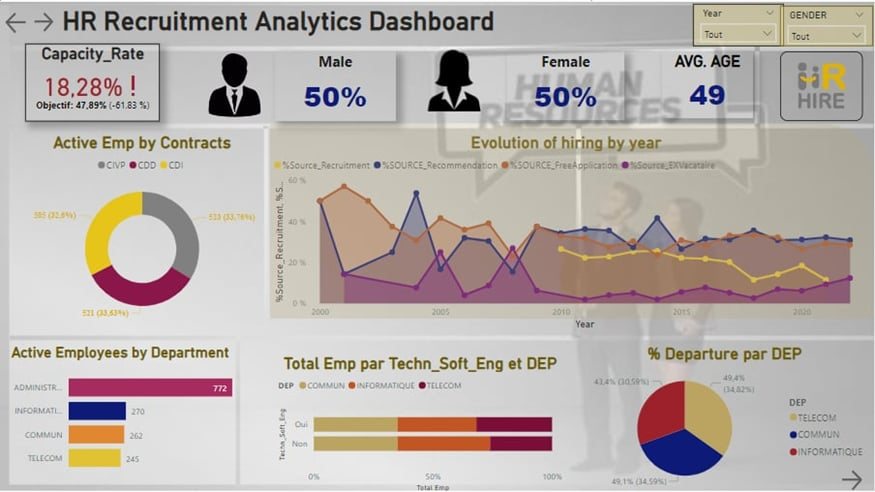 HR Recruitment Analytics Dashboard
Year
Tout
GENDER
Tout
Capacity_Rate
18,28% !
Objectif: 47,89% (-61.83 %)
Male
50%
Female
50%
AVG. AGE
49
HR
HIRE
HUMAN
RESOURCES
Active Emp by Contracts
CIVP CDD CDI
505 (32,6%)
523 (33,76%)
521 (33,63%)
Evolution of hiring by year
%Source_Recruitment %SOURCE_Recommendation %SOURCE_FreeApplication %Source_EXVacataire
%Source_Recruitment, %S...
60 %
40 %
20 %
0 %
2000 2005 2010 2015 2020
Year
Active Employees by Department
ADMINISTR... 772
INFORMATI... 270
COMMUN 262
TELECOM 245
Total Emp par Techn_Soft_Eng et DEP
DEP COMMUN INFORMATIQUE TELECOM
Techn_Soft_Eng
Oui
Non
0% 50% 100%
Total Emp
% Departure par DEP
43,4% (30,59%)
49,4%
(34,82%)
49,1% (34,59%)
DEP
TELECOM
COMMUN
INFORMATIQUE